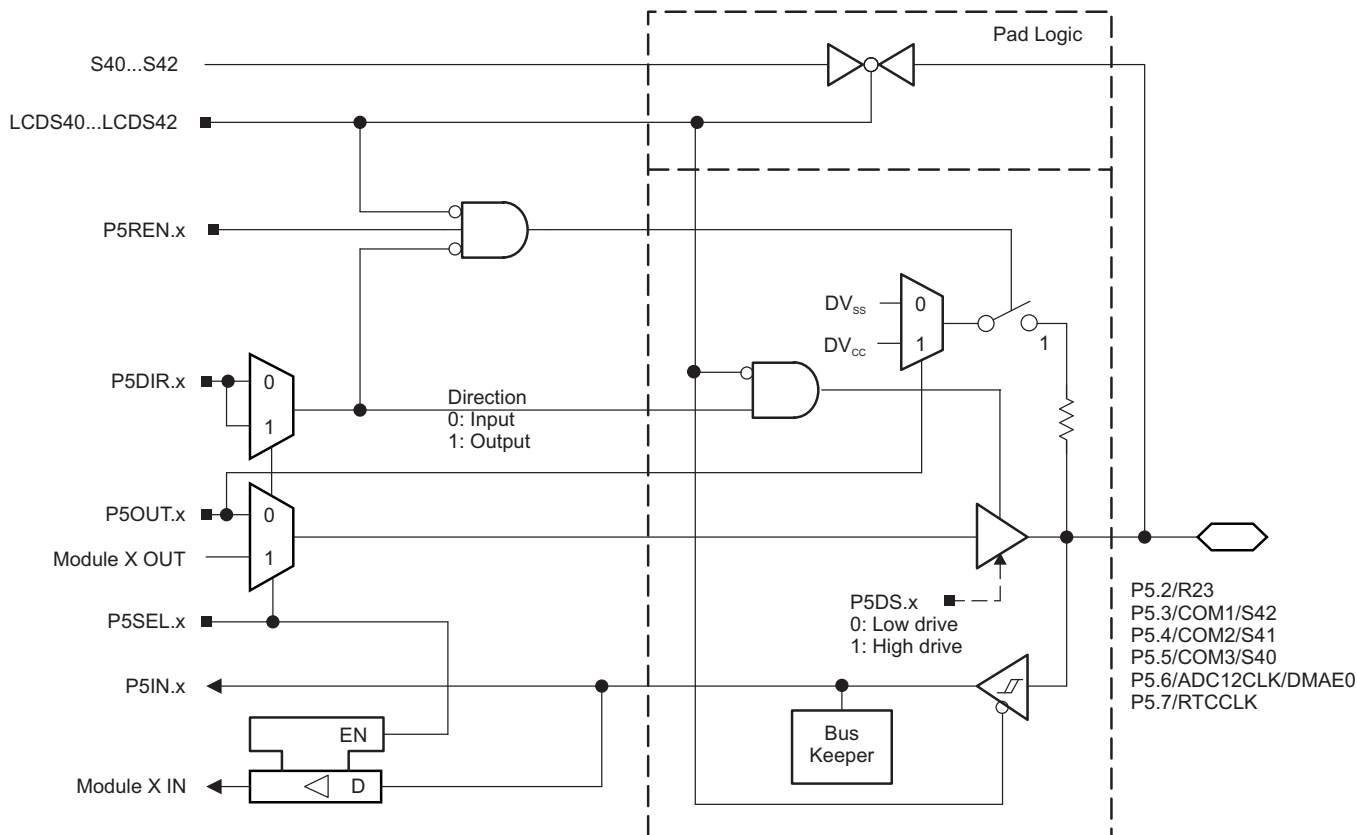 Pad Logic
S40...S42
LCDS40...LCDS42
P5REN.x
DVSS
0
DVCC
1
1
P5DIR.x
0
1
Direction
0: Input
1: Output
P5OUT.x
0
Module X OUT
1
P5DS.x
0: Low drive
1: High drive
P5SEL.x
P5.2/R23
P5.3/COM1/S42
P5.4/COM2/S41
P5.5/COM3/S40
P5.6/ADC12CLK/DMAE0
P5.7/RTCCLK
P5IN.x
EN
Bus
Keeper
Module X IN
D